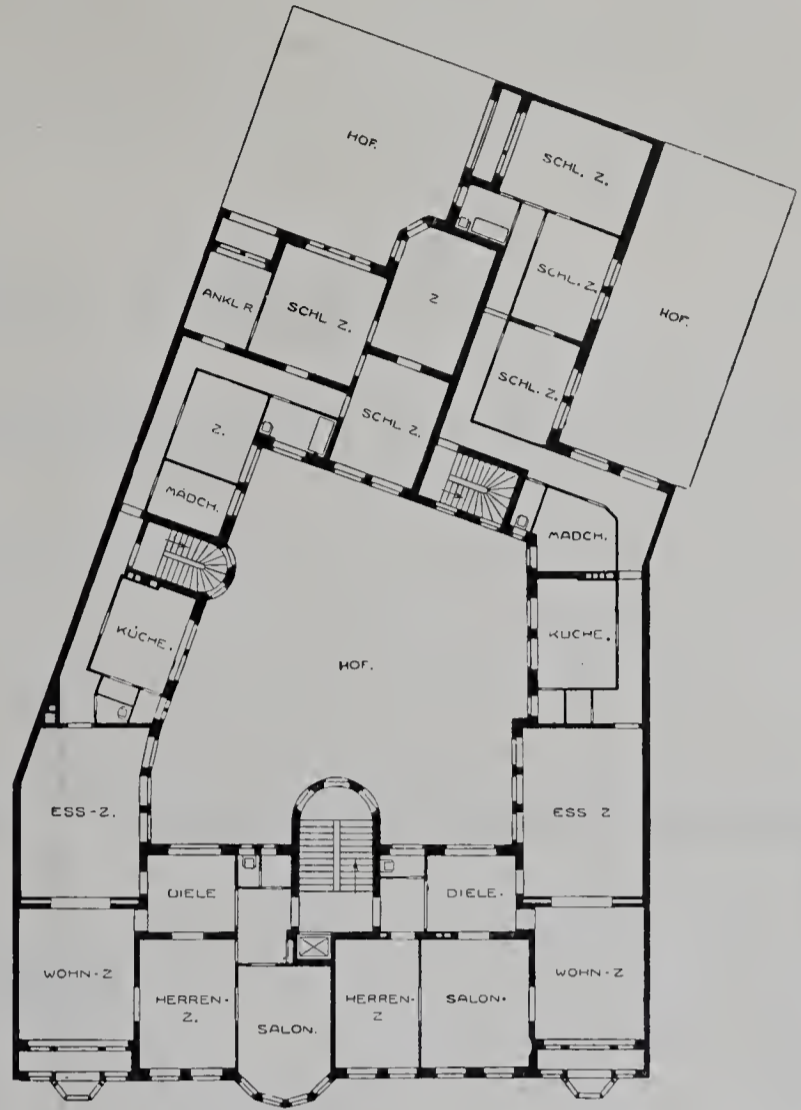 HOF.
SCHL. Z.
SCHL. Z.
HOF.
ANKL. R
SCHL Z.
Z
SCHL. Z.
SCHL Z.
Z.
MÄDCH.
MÄDCH.
KÜCHE.
KÜCHE.
HOF.
ESS-Z.
ESS Z
DIELE
DIELE.
WOHN-Z
HERREN-
Z.
SALON.
HERREN-
Z
SALON.
WOHN-Z